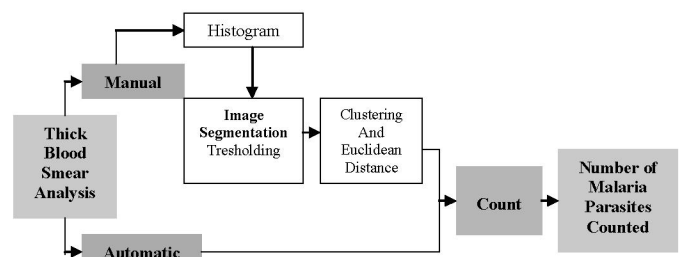 Histogram
Manual
Thick
Blood
Smear
Analysis
Image
Segmentation
Tresholding
Clustering
And
Euclidean
Distance
Automatic
Count
Number of
Malaria
Parasites
Counted